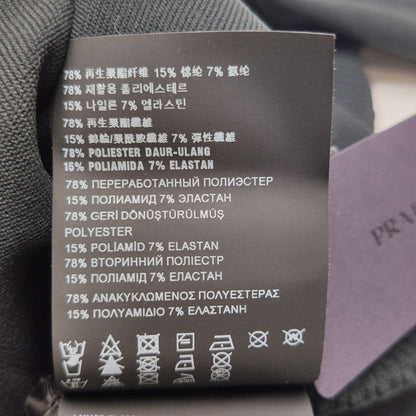 78% 再生聚酯纤维 15% 锦纶 7% 氨纶
78% 재활용 폴리에스테르
15% 나일론 7% 엘라스틴
78% 再生聚酯纖維
15% 錦綸/聚酰胺纖維 7% 彈性纖維
78% POLIESTER DAUR-ULANG
15% POLIAMIDA 7% ELASTAN
78% ПЕРЕРАБОТАННЫЙ ПОЛИЭСТЕР
15% ПОЛИАМИД 7% ЭЛАСТАН
78% GERİ DÖNÜŞTÜRÜLMÜŞ
POLYESTER
15% POLİAMİD 7% ELASTAN
78% ВТОРИННИЙ ПОЛІЕСТР
15% ПОЛІАМІД 7% ЕЛАСТАН
78% ΑΝΑΚΥΚΛΩΜΕΝΟΣ ΠΟΛΥΕΣΤΕΡΑΣ
15% ΠΟΛΥΑΜΙΔΙΟ 7% ΕΛΑΣΤΑΝΗ